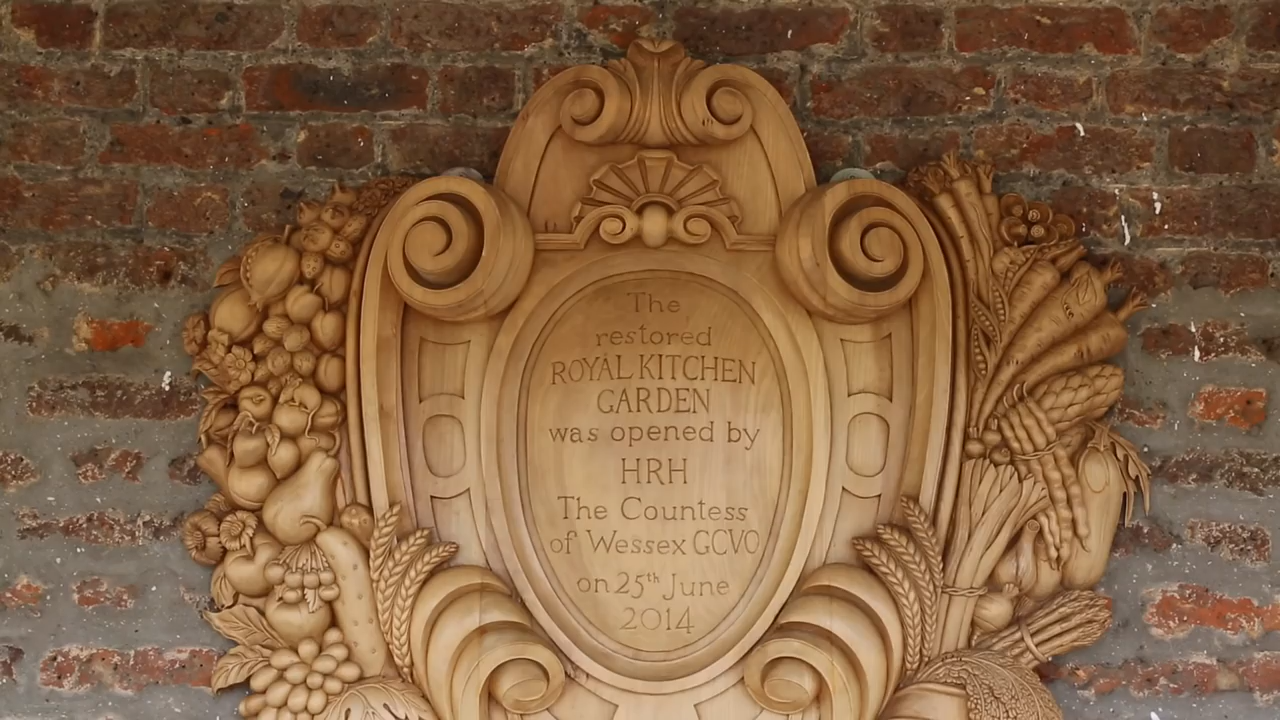 The
restored
ROYAL KITCHEN
GARDEN
was opened by
HRH
The Countess
of Wessex GCVO
on 25th June
2014